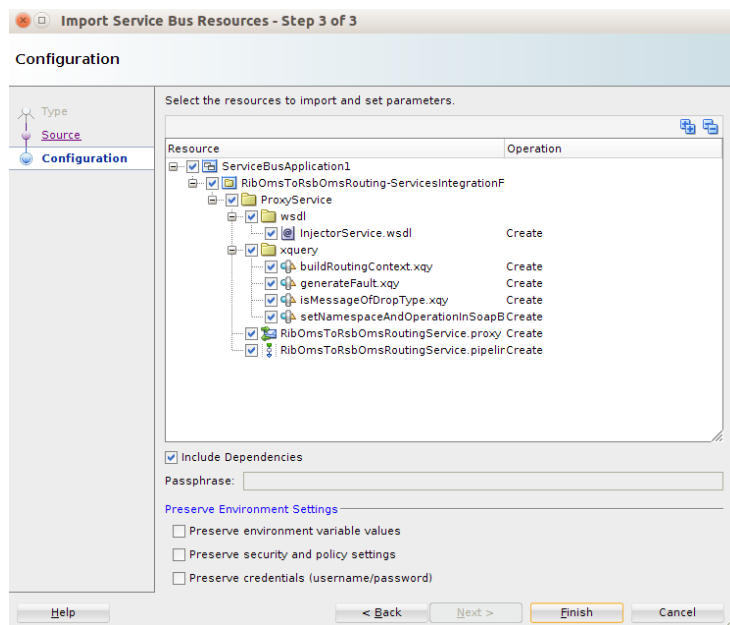 Import Service Bus Resources - Step 3 of 3
Configuration
Type
Source
Configuration
Select the resources to import and set parameters.
Resource Operation
ServiceBusApplication1
RibOmsToRsbOmsRouting-ServicesIntegrationF
ProxyService
wsdl
InjectorService.wsdl Create
xquery
buildRoutingContext.xqy Create
generateFault.xqy Create
isMessageOfDropType.xqy Create
setNamespaceAndOperationInSoapB Create
RibOmsToRsbOmsRoutingService.proxy Create
RibOmsToRsbOmsRoutingService.pipelin Create
Include Dependencies
Passphrase:
Preserve Environment Settings
Preserve environment variable values
Preserve security and policy settings
Preserve credentials (username/password)
Help < Back Next > Finish Cancel